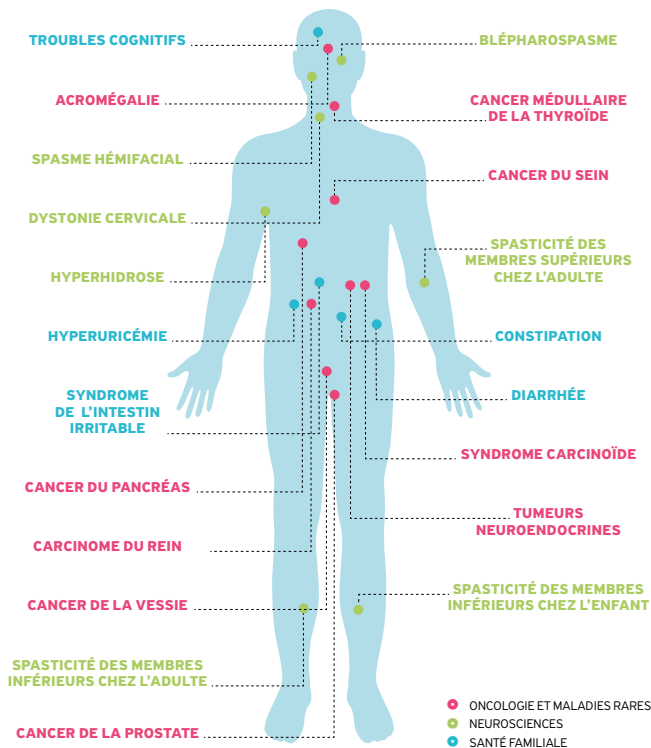 TROUBLES COGNITIFS
ACROMÉGALIE
SPASME HÉMIFACIAL
DYSTONIE CERVICALE
HYPERHIDROSE
HYPERURICÉMIE
SYNDROME
DE L'INTESTIN
IRRITABLE
CANCER DU PANCRÉAS
CARCINOME DU REIN
CANCER DE LA VESSIE
SPASTICITÉ DES MEMBRES
INFÉRIEURS CHEZ L'ADULTE
CANCER DE LA PROSTATE
BLÉPHAROSPASME
CANCER MÉDULLAIRE
DE LA THYROÏDE
CANCER DU SEIN
SPASTICITÉ DES
MEMBRES SUPÉRIEURS
CHEZ L'ADULTE
CONSTIPATION
DIARRHÉE
SYNDROME CARCINOÏDE
TUMEURS
NEUROENDOCRINES
SPASTICITÉ DES MEMBRES
INFÉRIEURS CHEZ L'ENFANT
ONCOLOGIE ET MALADIES RARES
NEUROSCIENCES
SANTÉ FAMILIALE